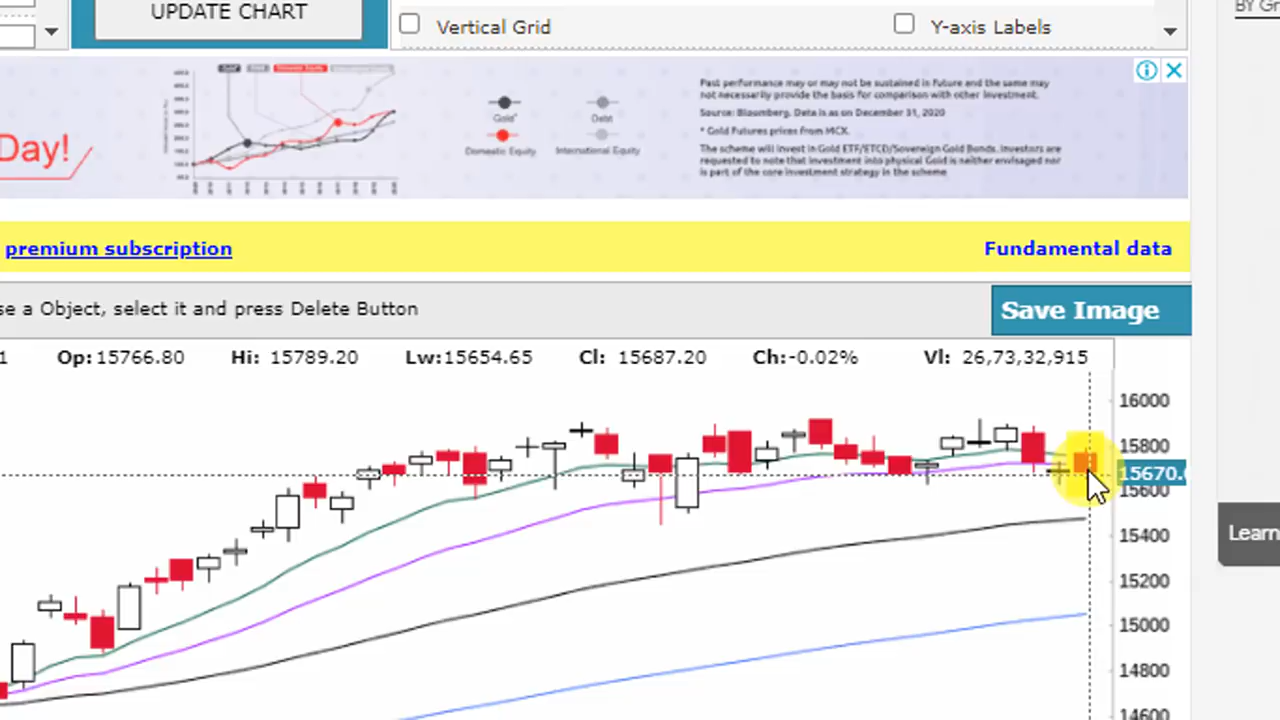 BY Gr
UPDATE CHART
Vertical Grid
Y-axis Labels
Day!
Gold*
Debt
Domestic Equity
International Equity
Past performance may or may not be sustained in future and the same may
not necessarily provide the basis for comparison with other investment.
Source: Bloomberg. Data is as on December 31, 2020
* Gold Futures prices from MCX.
The scheme will invest in Gold ETF/ETCD/Sovereign Gold Bonds. Investors are
requested to note that investment into physical Gold is neither envisaged nor
is part of the core investment strategy in the scheme
premium subscription
Fundamental data
se a Object, select it and press Delete Button
Save Image
1 Op: 15766.80 Hi: 15789.20 Lw: 15654.65 Cl: 15687.20 Ch: -0.02% Vl: 26,73,32,915
16000
15800
15670.
15600
15400
15200
15000
14800
14600
Learn